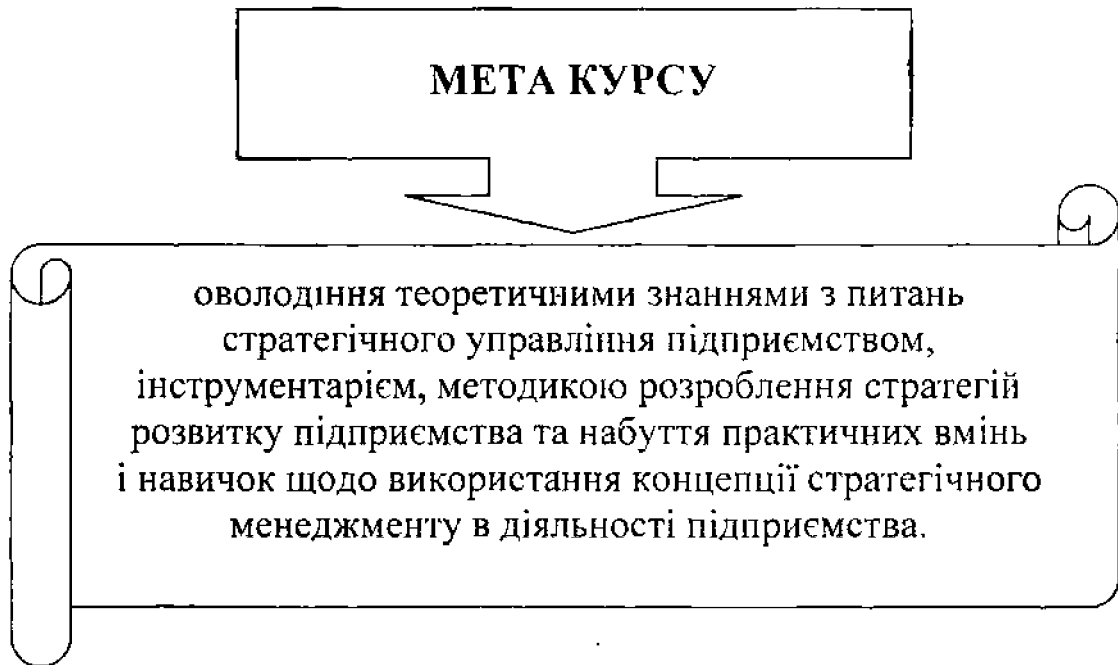 МЕТА КУРСУ
оволодіння теоретичними знаннями з питань
стратегічного управління підприємством,
інструментарієм, методикою розроблення стратегій
розвитку підприємства та набуття практичних вмінь
і навичок щодо використання концепції стратегічного
менеджменту в діяльності підприємства.